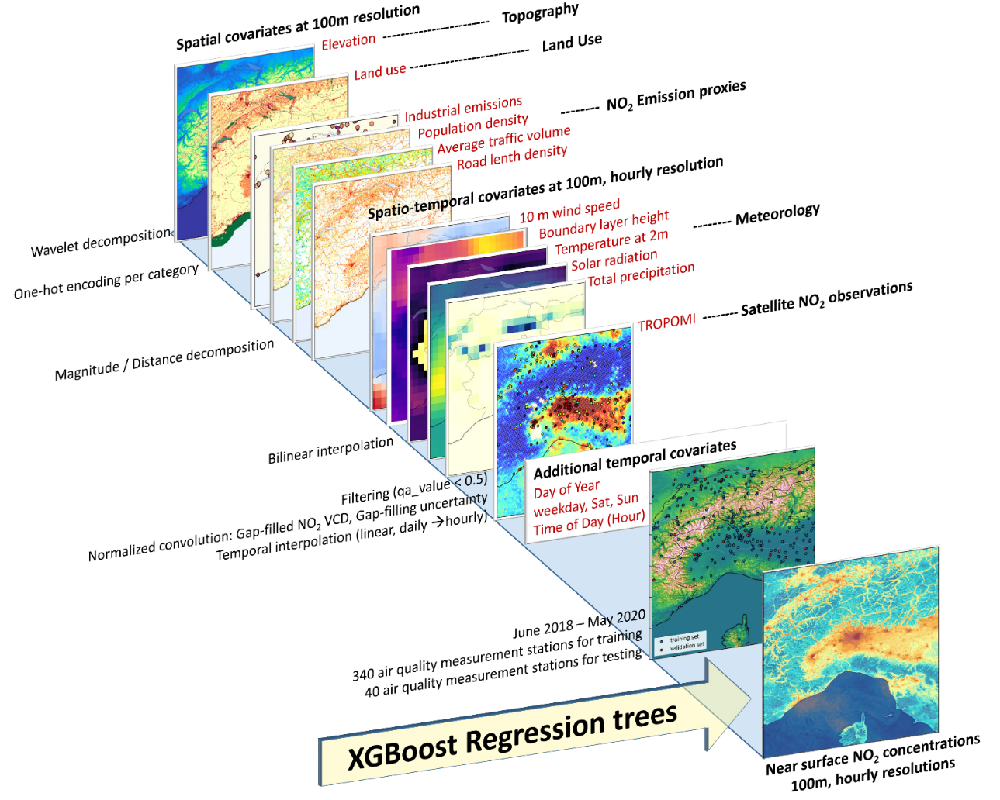 Spatial covariates at 100m resolution
Elevation ---------------------- Topography
Land use ------------------------ Land Use
Industrial emissions
Population density
Average traffic volume
Road lenth density
-------- NO₂ Emission proxies
Wavelet decomposition
One-hot encoding per category
Magnitude / Distance decomposition
Spatio-temporal covariates at 100m, hourly resolution
10 m wind speed
Boundary layer height
Temperature at 2m
Solar radiation
Total precipitation
-------- Meteorology
TROPOMI ------- Satellite NO₂ observations
Bilinear interpolation
Filtering (qa_value < 0.5)
Normalized convolution: Gap-filled NO₂ VCD, Gap-filling uncertainty
Temporal interpolation (linear, daily →hourly)
Additional temporal covariates
Day of Year
weekday, Sat, Sun
Time of Day (Hour)
June 2018 – May 2020
340 air quality measurement stations for training
40 air quality measurement stations for testing
training set
validation set
XGBoost Regression trees
Near surface NO₂ concentrations
100m, hourly resolutions